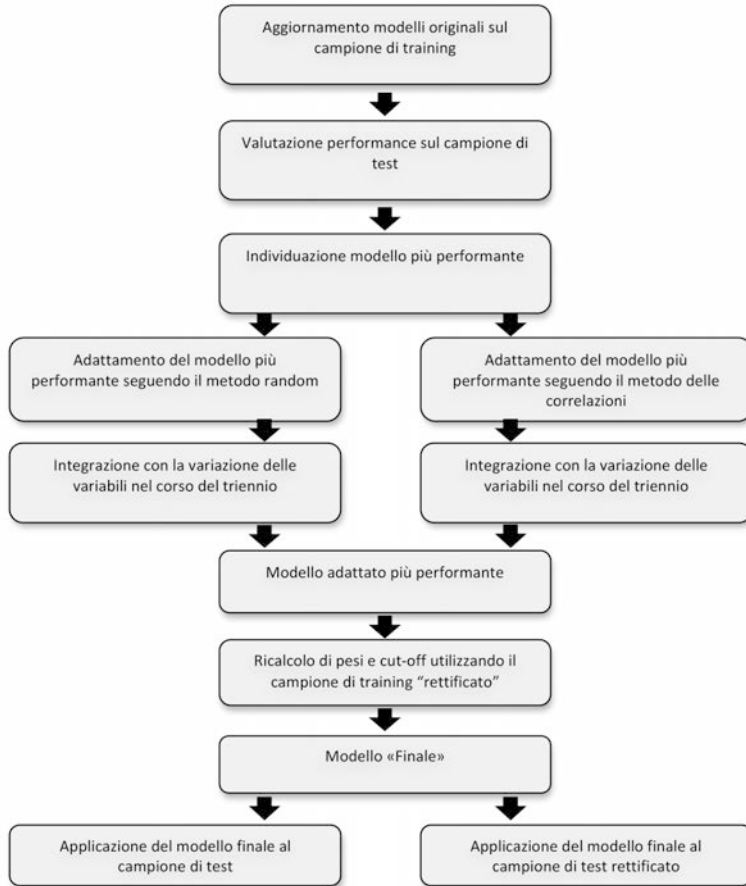 Aggiornamento modelli originali sul
campione di training
Valutazione performance sul campione di
test
Individuazione modello più performante
Adattamento del modello più
performante seguendo il metodo random
Adattamento del modello più
performante seguendo il metodo delle
correlazioni
Integrazione con la variazione delle
variabili nel corso del triennio
Integrazione con la variazione delle
variabili nel corso del triennio
Modello adattato più performante
Ricalcolo di pesi e cut-off utilizzando il
campione di training “rettificato”
Modello «Finale»
Applicazione del modello finale al
campione di test
Applicazione del modello finale al
campione di test rettificato